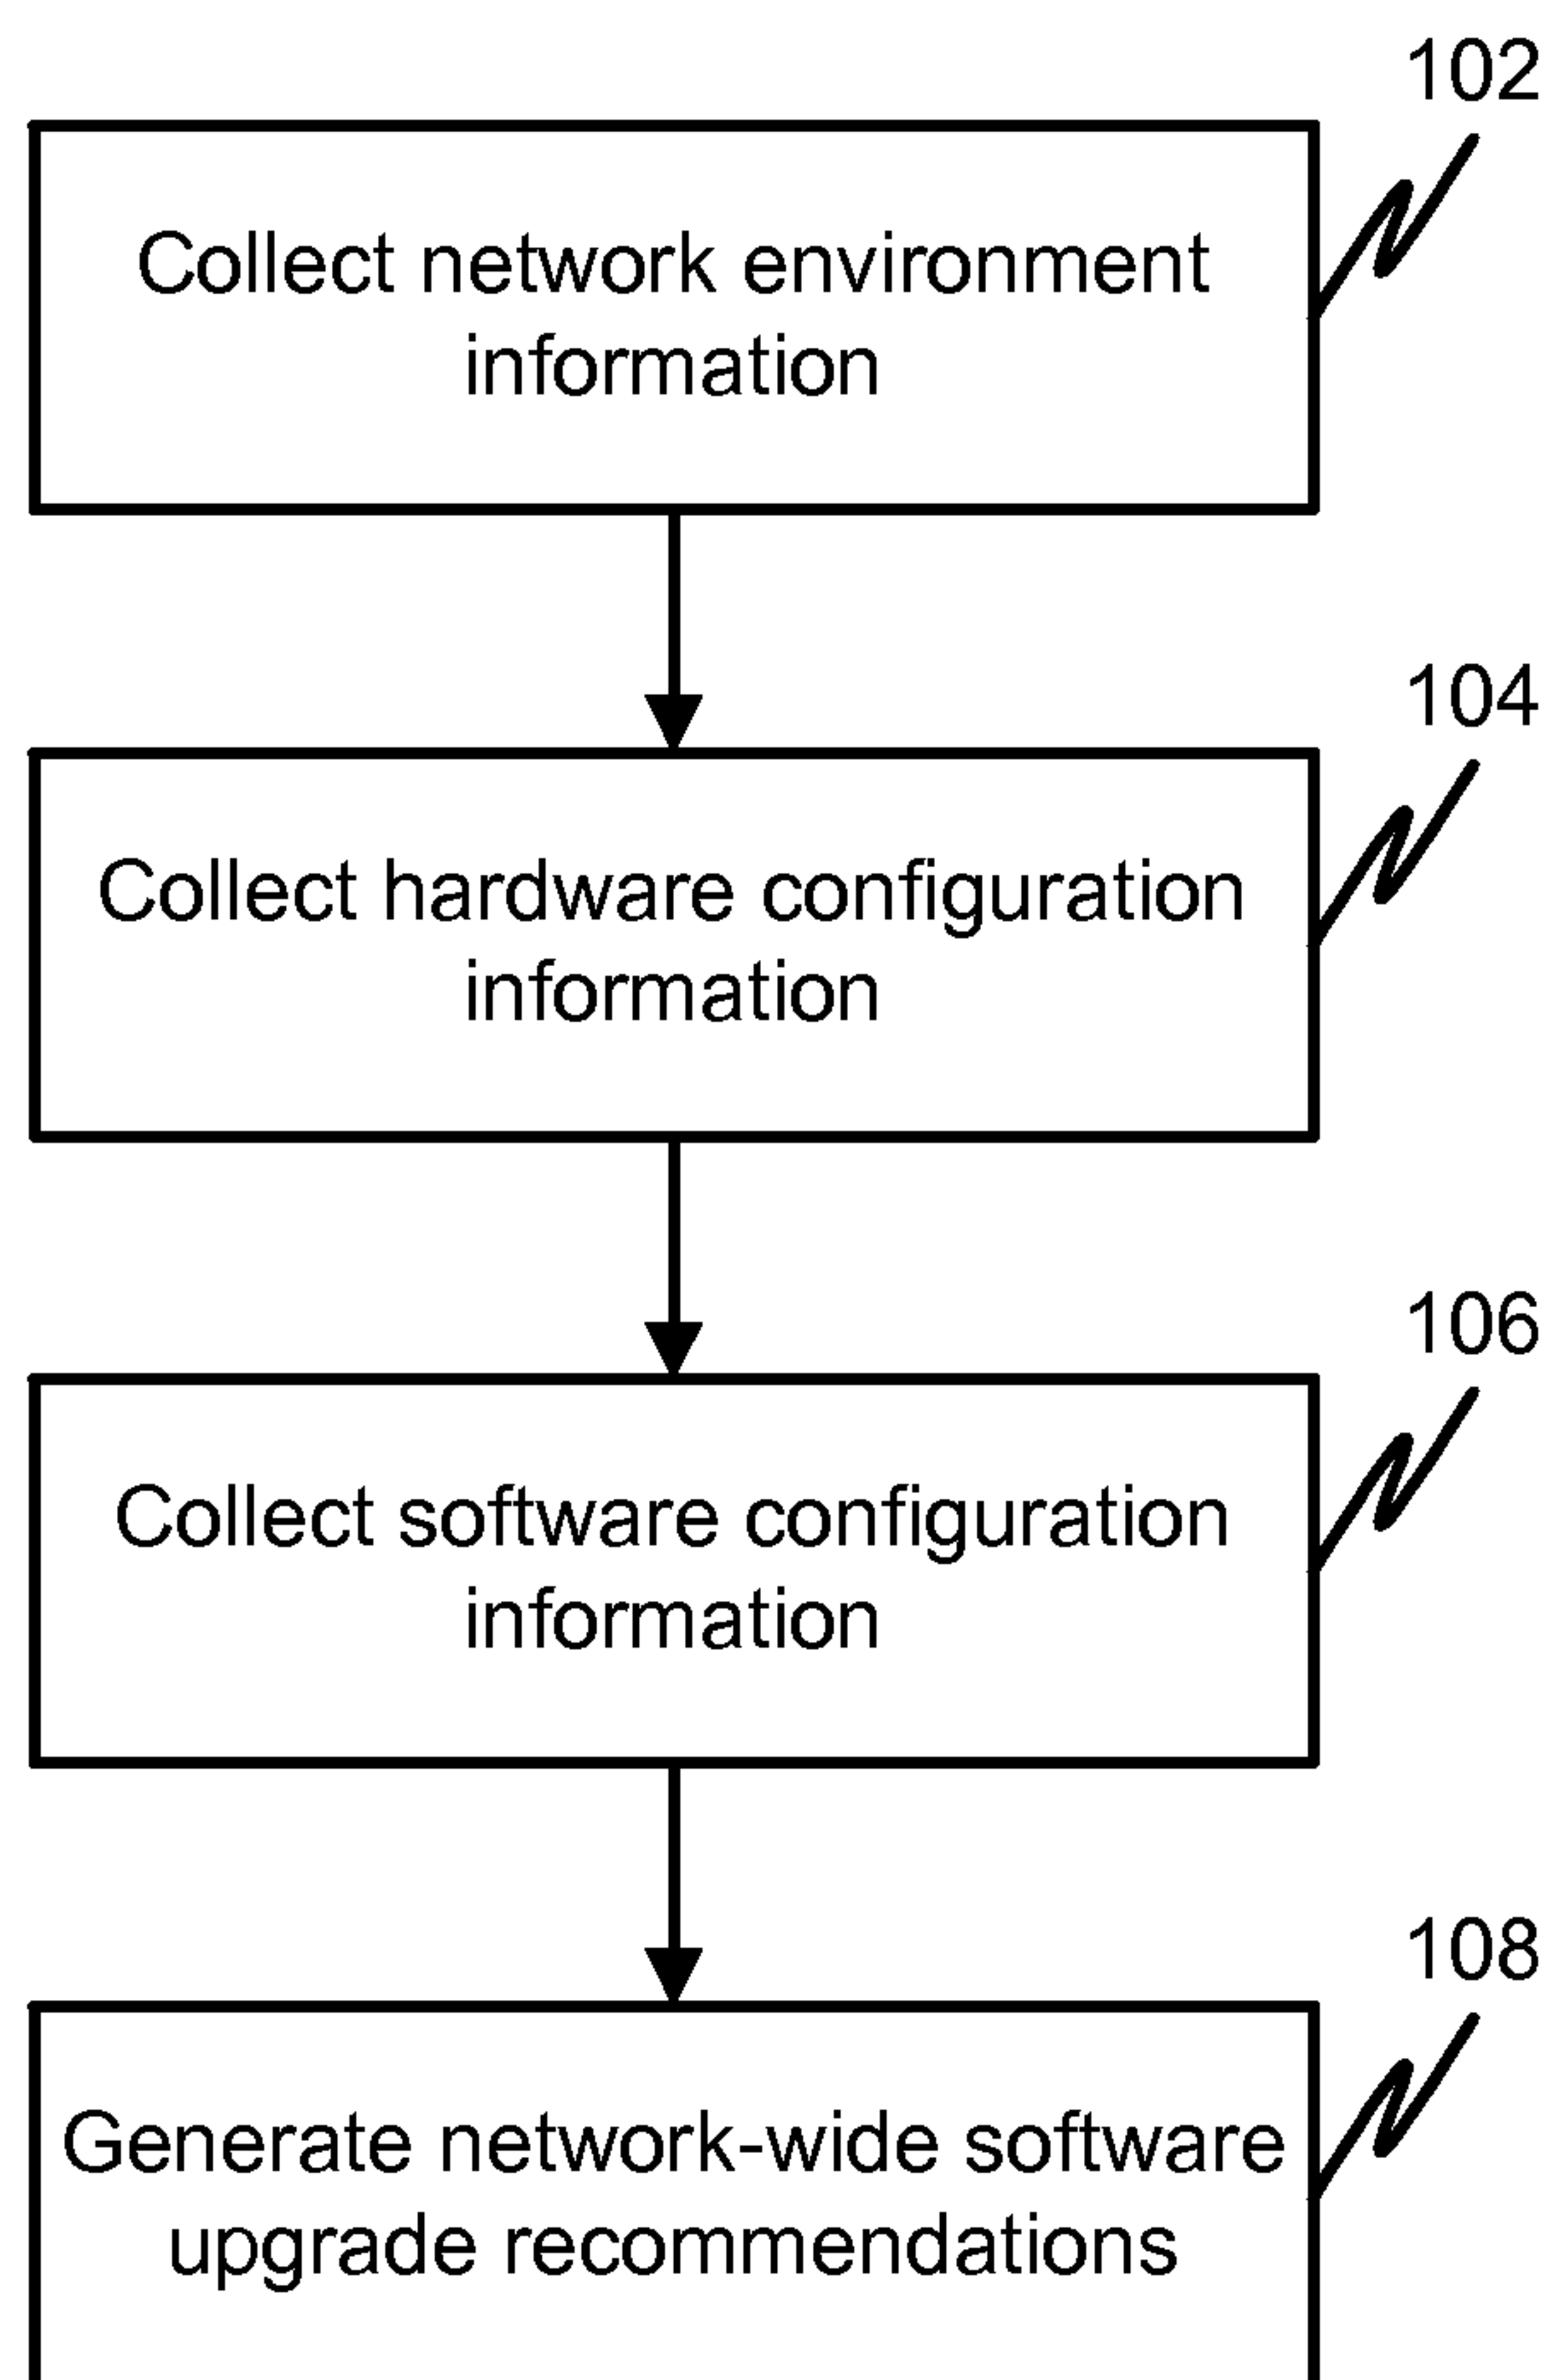 102
Collect network environment
information
104
Collect hardware configuration
information
106
Collect software configuration
information
108
Generate network-wide software
upgrade recommendations